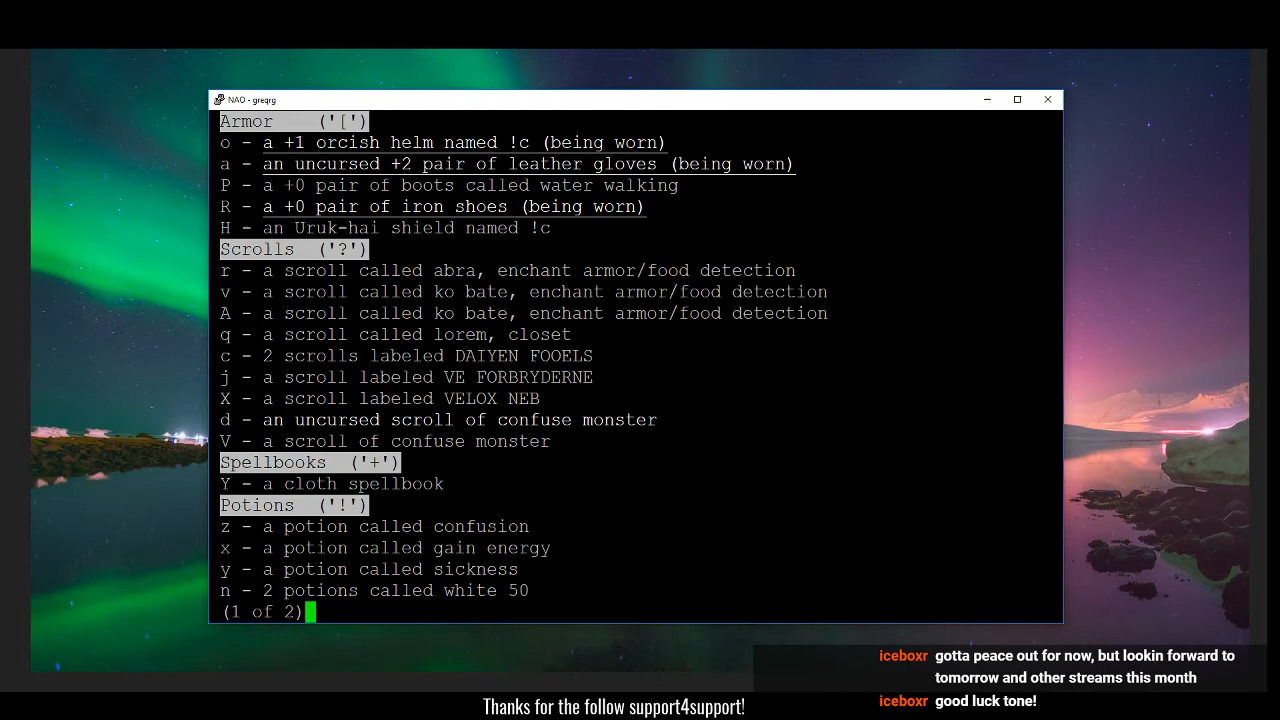 NAO - greqrg
Armor ('[')
o - a +1 orcish helm named !c (being worn)
a - an uncursed +2 pair of leather gloves (being worn)
P - a +0 pair of boots called water walking
R - a +0 pair of iron shoes (being worn)
H - an Uruk-hai shield named !c
Scrolls ('?')
r - a scroll called abra, enchant armor/food detection
v - a scroll called ko bate, enchant armor/food detection
A - a scroll called ko bate, enchant armor/food detection
q - a scroll called lorem, closet
c - 2 scrolls labeled DAIYEN FOOELS
j - a scroll labeled VE FORBRYDERNE
X - a scroll labeled VELOX NEB
d - an uncursed scroll of confuse monster
V - a scroll of confuse monster
Spellbooks ('+')
Y - a cloth spellbook
Potions ('!')
z - a potion called confusion
x - a potion called gain energy
y - a potion called sickness
n - 2 potions called white 50
(1 of 2)
iceboxr gotta peace out for now, but lookin forward to
tomorrow and other streams this month
iceboxr good luck tone!
Thanks for the follow support4support!